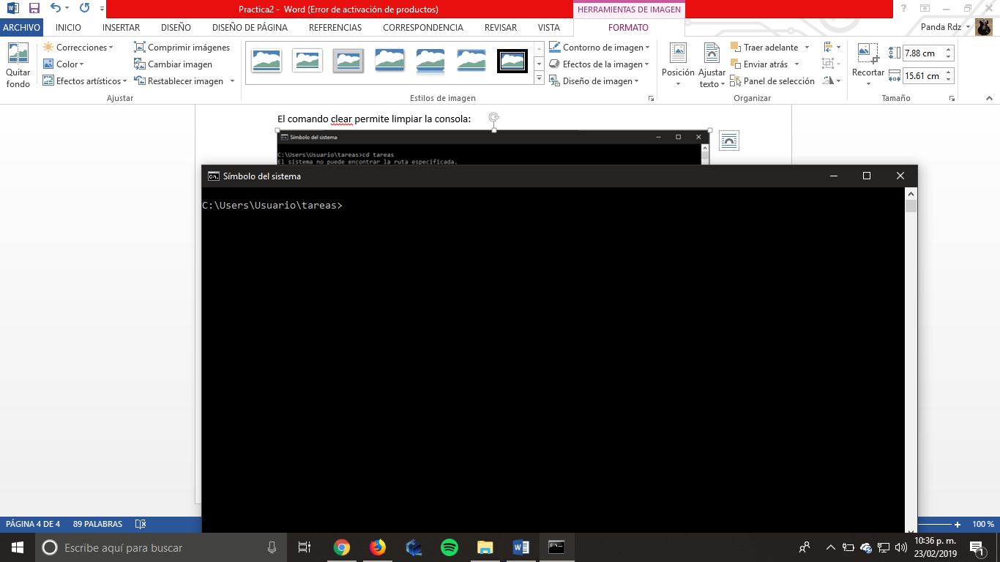 Practica2 - Word (Error de activación de productos)
HERRAMIENTAS DE IMAGEN
?
ARCHIVO INICIO INSERTAR DISEÑO DISEÑO DE PÁGINA REFERENCIAS CORRESPONDENCIA REVISAR VISTA FORMATO
Panda Rdz
Quitar fondo
Correcciones
Color
Efectos artísticos
Comprimir imágenes
Cambiar imagen
Restablecer imagen
Ajustar
Estilos de imagen
Contorno de imagen
Efectos de la imagen
Diseño de imagen
Posición
Ajustar texto
Traer adelante
Enviar atrás
Panel de selección
Organizar
Recortar
7.88 cm
15.61 cm
Tamaño
El comando clear permite limpiar la consola:
Símbolo del sistema
C:\Users\Usuario\tareas>cd tareas
El sistema no puede encontrar la ruta especificada.
C:\.
Símbolo del sistema
C:\Users\Usuario\tareas>
PÁGINA 4 DE 4 89 PALABRAS
100 %
Escribe aquí para buscar
10:36 p. m.
23/02/2019
1